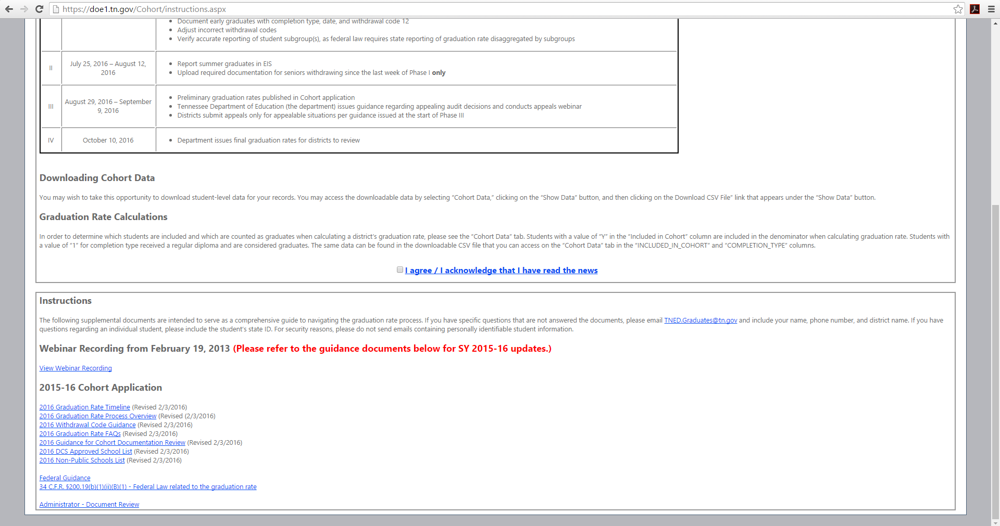 https://doe1.tn.gov/Cohort/instructions.aspx
Document early graduates with completion type, date, and withdrawal code 12
Adjust incorrect withdrawal codes
Verify accurate reporting of student subgroup(s), as federal law requires state reporting of graduation rate disaggregated by subgroups
II
July 25, 2016 – August 12,
2016
Report summer graduates in EIS
Upload required documentation for seniors withdrawing since the last week of Phase I only
III
August 29, 2016 – September
9, 2016
Preliminary graduation rates published in Cohort application
Tennessee Department of Education (the department) issues guidance regarding appealing audit decisions and conducts appeals webinar
Districts submit appeals only for appealable situations per guidance issued at the start of Phase III
IV
October 10, 2016
Department issues final graduation rates for districts to review
Downloading Cohort Data
You may wish to take this opportunity to download student-level data for your records. You may access the downloadable data by selecting “Cohort Data,” clicking on the “Show Data” button, and then clicking on the Download CSV File” link that appears under the “Show Data” button.
Graduation Rate Calculations
In order to determine which students are included and which are counted as graduates when calculating a district’s graduation rate, please see the “Cohort Data” tab. Students with a value of “Y” in the “Included in Cohort” column are included in the denominator when calculating graduation rate. Students with
a value of “1” for completion type received a regular diploma and are considered graduates. The same data can be found in the downloadable CSV file that you can access on the “Cohort Data” tab in the “INCLUDED_IN_COHORT” and “COMPLETION_TYPE” columns.
I agree / I acknowledge that I have read the news
Instructions
The following supplemental documents are intended to serve as a comprehensive guide to navigating the graduation rate process. If you have specific questions that are not answered the documents, please email TNED.Graduates@tn.gov and include your name, phone number, and district name. If you have
questions regarding an individual student, please include the student's state ID. For security reasons, please do not send emails containing personally identifiable student information.
Webinar Recording from February 19, 2013 (Please refer to the guidance documents below for SY 2015-16 updates.)
View Webinar Recording
2015-16 Cohort Application
2016 Graduation Rate Timeline (Revised 2/3/2016)
2016 Graduation Rate Process Overview (Revised (2/3/2016)
2016 Withdrawal Code Guidance (Revised 2/3/2016)
2016 Graduation Rate FAQs (Revised 2/3/2016)
2016 Guidance for Cohort Documentation Review (Revised 2/3/2016)
2016 DCS Approved School List (Revised 2/3/2016)
2016 Non-Public Schools List (Revised 2/3/2016)
Federal Guidance
34 C.F.R. §200.19(b)(1)(ii)(B)(1) - Federal Law related to the graduation rate
Administrator - Document Review